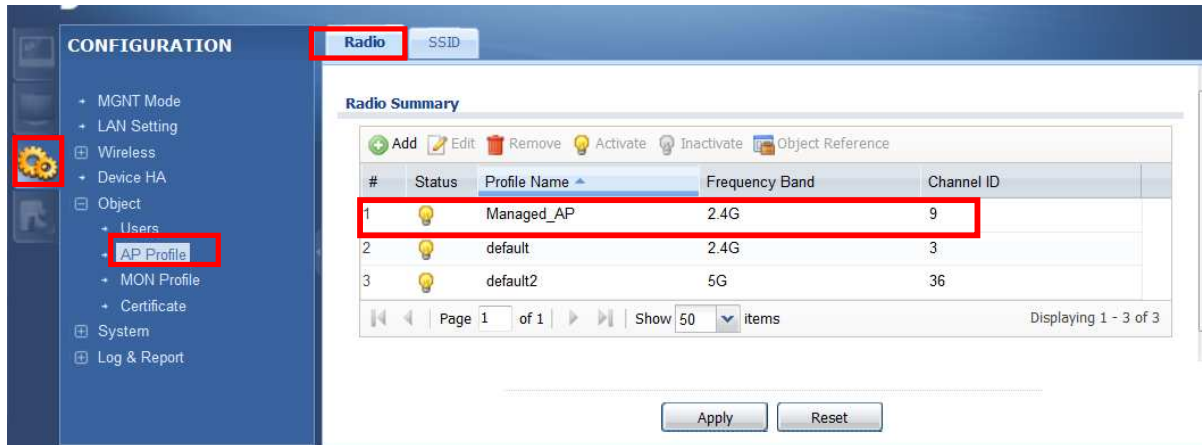 CONFIGURATION
MGNT Mode
LAN Setting
Wireless
Device HA
Object
Users
AP Profile
MON Profile
Certificate
System
Log & Report
Radio SSID
Radio Summary
Add Edit Remove Activate Inactivate Object Reference
# Status Profile Name Frequency Band Channel ID
1 Managed_AP 2.4G 9
2 default 2.4G 3
3 default2 5G 36
Page 1 of 1 Show 50 items Displaying 1 - 3 of 3
Apply Reset